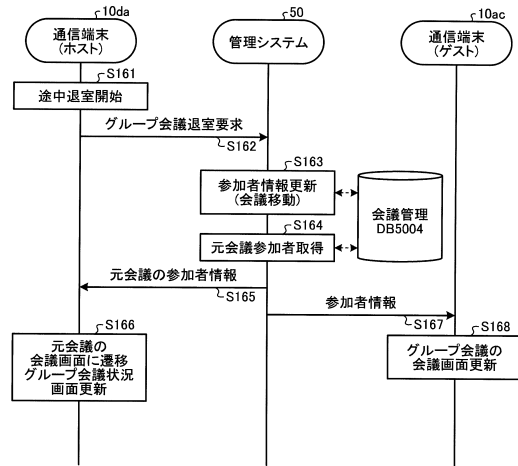 10da
通信端末
(ホスト)
50
管理システム
10ac
通信端末
(ゲスト)
S161
途中退室開始
グループ会議退室要求
S162
S163
参加者情報更新
(会議移動)
会議管理
DB5004
S164
元会議参加者取得
元会議の参加者情報
S165
参加者情報
S167
S166
元会議の
会議画面に遷移
グループ会議状況
画面更新
S168
グループ会議の
会議画面更新